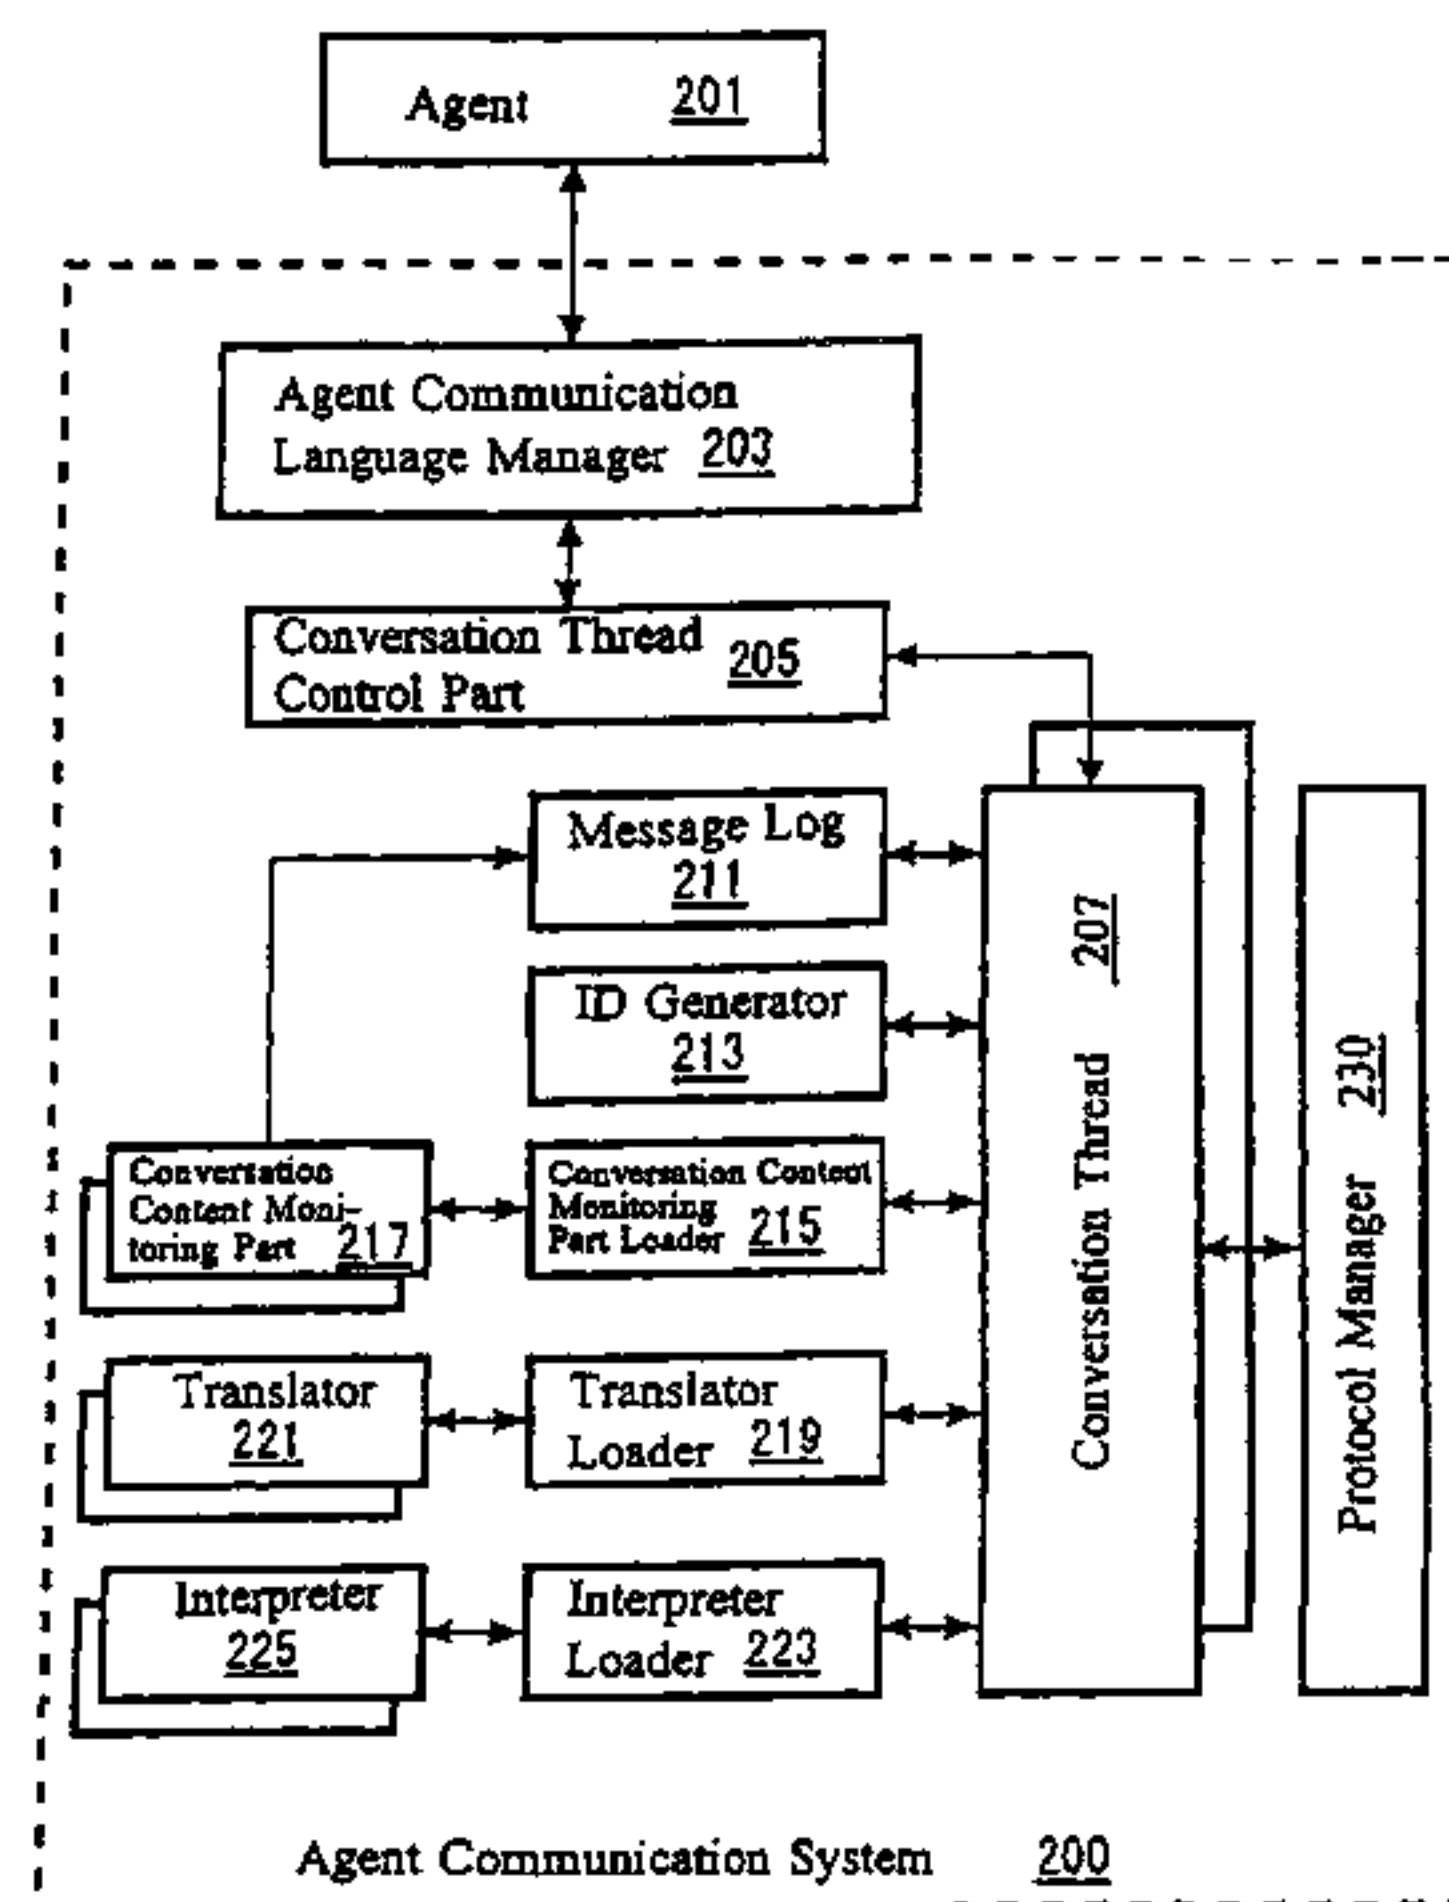 Agent 201
Agent Communication
Language Manager 203
Conversation Thread
Control Part 205
Message Log
211
ID Generator
213
Conversation
Content Moni-
toring Part 217
Conversation Content
Monitoring
Part Loader 215
Translator
221
Translator
Loader 219
Interpreter
225
Interpreter
Loader 223
Conversation Thread 207
Protocol Manager 230
Agent Communication System 200